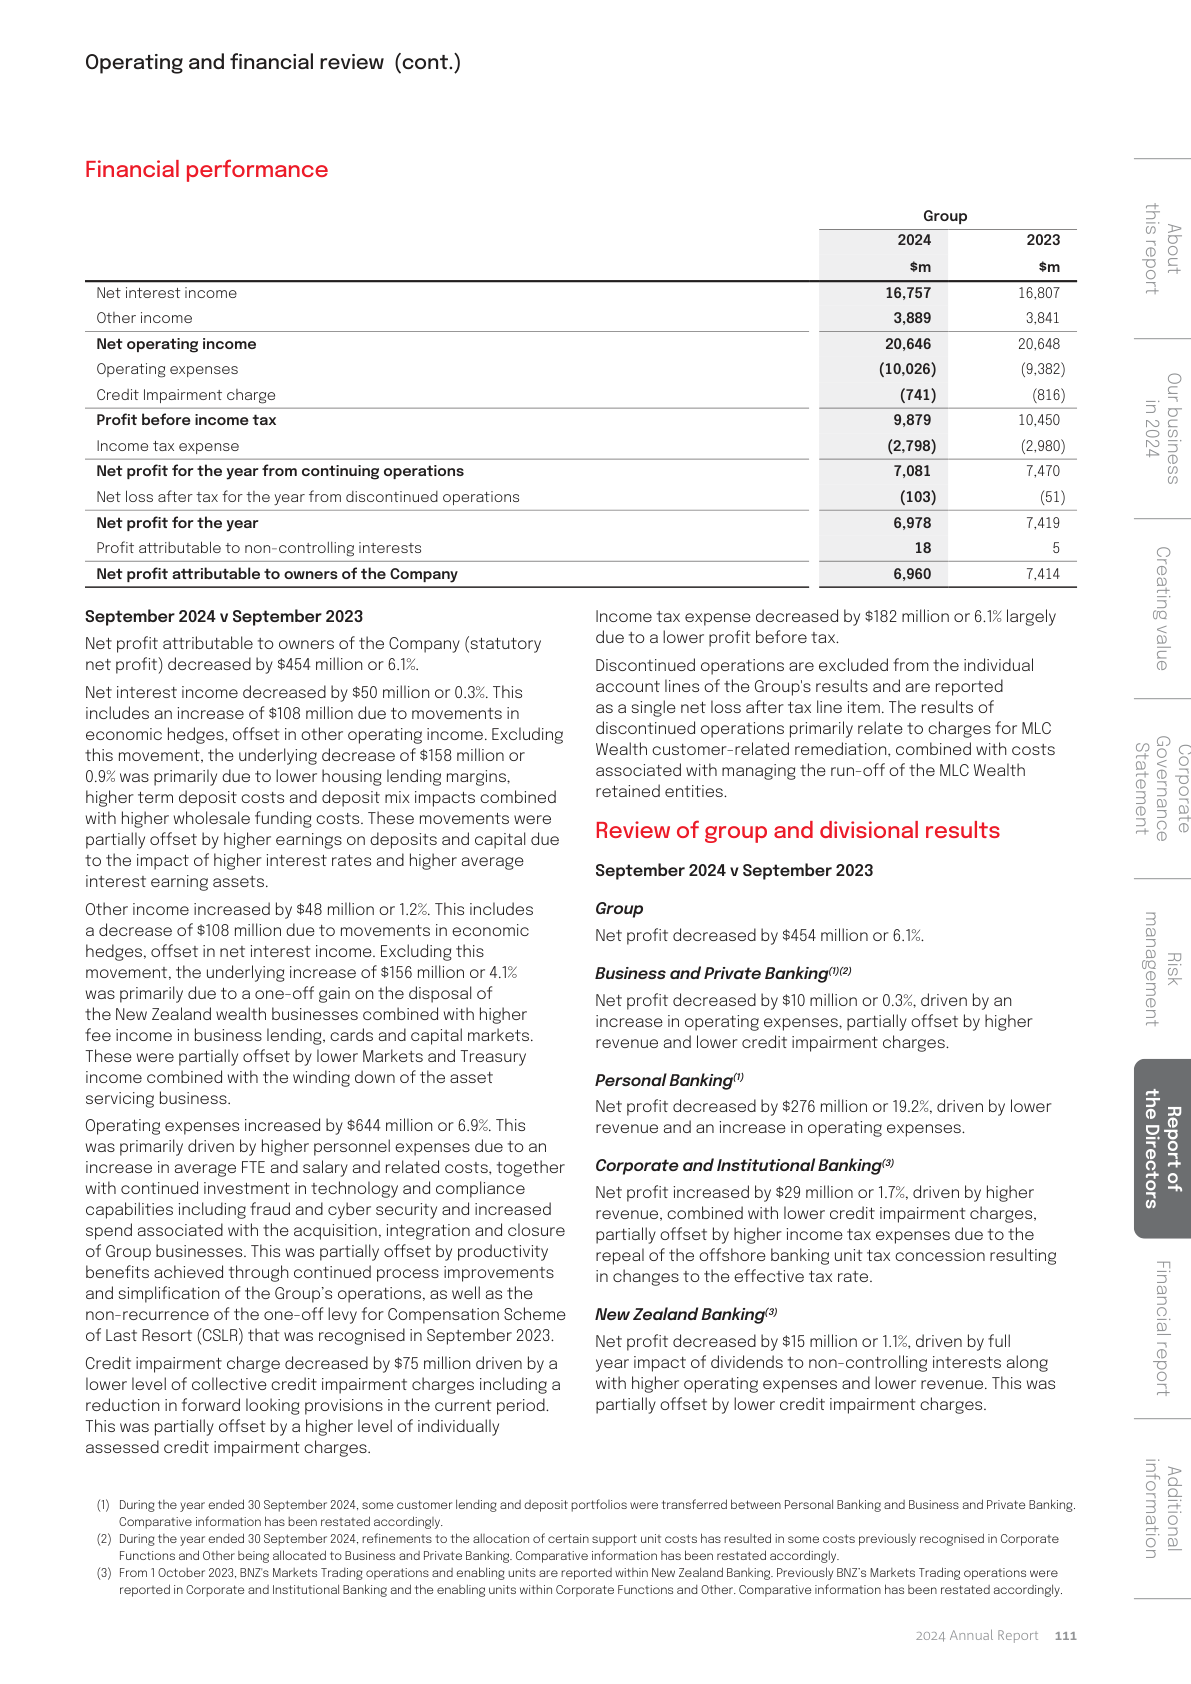 Operating and financial review (cont.)
Financial performance
Group
2024 2023
$m $m
Net interest income 16,757 16,807
Other income 3,889 3,841
Net operating income 20,646 20,648
Operating expenses (10,026) (9,382)
Credit Impairment charge (741) (816)
Profit before income tax 9,879 10,450
Income tax expense (2,798) (2,980)
Net profit for the year from continuing operations 7,081 7,470
Net loss after tax for the year from discontinued operations (103) (51)
Net profit for the year 6,978 7,419
Profit attributable to non-controlling interests 18 5
Net profit attributable to owners of the Company 6,960 7,414
September 2024 v September 2023
Net profit attributable to owners of the Company (statutory
net profit) decreased by $454 million or 6.1%.
Net interest income decreased by $50 million or 0.3%. This
includes an increase of $108 million due to movements in
economic hedges, offset in other operating income. Excluding
this movement, the underlying decrease of $158 million or
0.9% was primarily due to lower housing lending margins,
higher term deposit costs and deposit mix impacts combined
with higher wholesale funding costs. These movements were
partially offset by higher earnings on deposits and capital due
to the impact of higher interest rates and higher average
interest earning assets.
Other income increased by $48 million or 1.2%. This includes
a decrease of $108 million due to movements in economic
hedges, offset in net interest income. Excluding this
movement, the underlying increase of $156 million or 4.1%
was primarily due to a one-off gain on the disposal of
the New Zealand wealth businesses combined with higher
fee income in business lending, cards and capital markets.
These were partially offset by lower Markets and Treasury
income combined with the winding down of the asset
servicing business.
Operating expenses increased by $644 million or 6.9%. This
was primarily driven by higher personnel expenses due to an
increase in average FTE and salary and related costs, together
with continued investment in technology and compliance
capabilities including fraud and cyber security and increased
spend associated with the acquisition, integration and closure
of Group businesses. This was partially offset by productivity
benefits achieved through continued process improvements
and simplification of the Group's operations, as well as the
non-recurrence of the one-off levy for Compensation Scheme
of Last Resort (CSLR) that was recognised in September 2023.
Credit impairment charge decreased by $75 million driven by a
lower level of collective credit impairment charges including a
reduction in forward looking provisions in the current period.
This was partially offset by a higher level of individually
assessed credit impairment charges.
Income tax expense decreased by $182 million or 6.1% largely
due to a lower profit before tax.
Discontinued operations are excluded from the individual
account lines of the Group's results and are reported
as a single net loss after tax line item. The results of
discontinued operations primarily relate to charges for MLC
Wealth customer-related remediation, combined with costs
associated with managing the run-off of the MLC Wealth
retained entities.
Review of group and divisional results
September 2024 v September 2023
Group
Net profit decreased by $454 million or 6.1%.
Business and Private Banking(1)(2)
Net profit decreased by $10 million or 0.3%, driven by an
increase in operating expenses, partially offset by higher
revenue and lower credit impairment charges.
Personal Banking(1)
Net profit decreased by $276 million or 19.2%, driven by lower
revenue and an increase in operating expenses.
Corporate and Institutional Banking(3)
Net profit increased by $29 million or 1.7%, driven by higher
revenue, combined with lower credit impairment charges,
partially offset by higher income tax expenses due to the
repeal of the offshore banking unit tax concession resulting
in changes to the effective tax rate.
New Zealand Banking(3)
Net profit decreased by $15 million or 1.1%, driven by full
year impact of dividends to non-controlling interests along
with higher operating expenses and lower revenue. This was
partially offset by lower credit impairment charges.
(1) During the year ended 30 September 2024, some customer lending and deposit portfolios were transferred between Personal Banking and Business and Private Banking.
Comparative information has been restated accordingly.
(2) During the year ended 30 September 2024, refinements to the allocation of certain support unit costs has resulted in some costs previously recognised in Corporate
Functions and Other being allocated to Business and Private Banking. Comparative information has been restated accordingly.
(3) From 1 October 2023, BNZ's Markets Trading operations and enabling units are reported within New Zealand Banking. Previously BNZ's Markets Trading operations were
reported in Corporate and Institutional Banking and the enabling units within Corporate Functions and Other. Comparative information has been restated accordingly.
2024 Annual Report 111
About
this report
Our business
in 2024
Creating value
Corporate
Governance
Statement
Risk
management
Report of
the Directors
Financial report
Additional
information